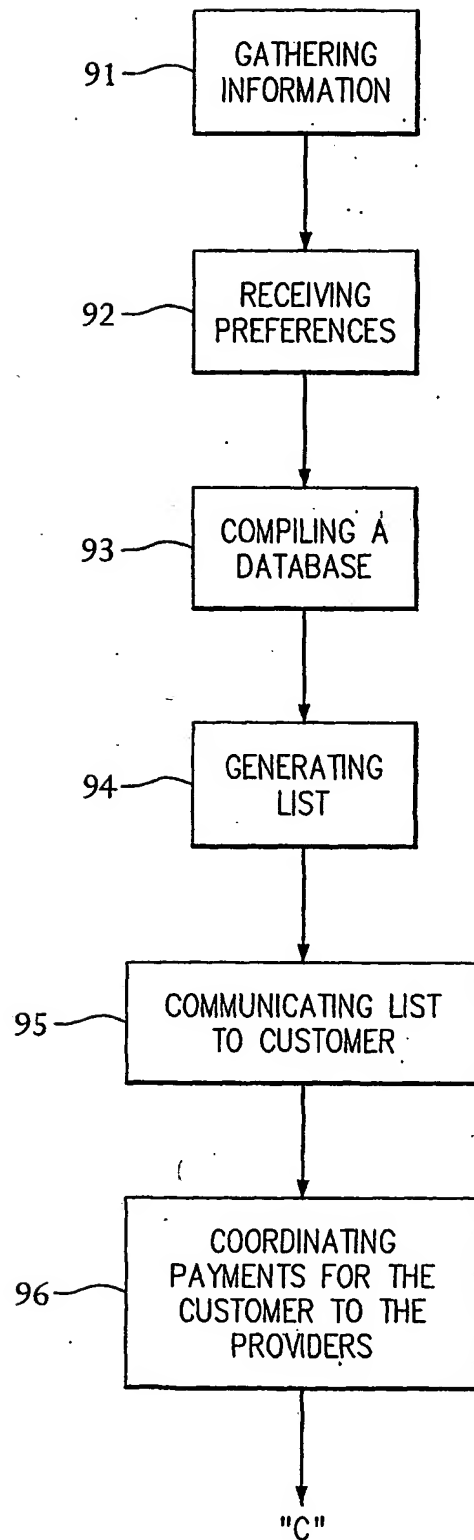 91
GATHERING
INFORMATION
92
RECEIVING
PREFERENCES
93
COMPILING A
DATABASE
94
GENERATING
LIST
95
COMMUNICATING LIST
TO CUSTOMER
96
COORDINATING
PAYMENTS FOR THE
CUSTOMER TO THE
PROVIDERS
"C"